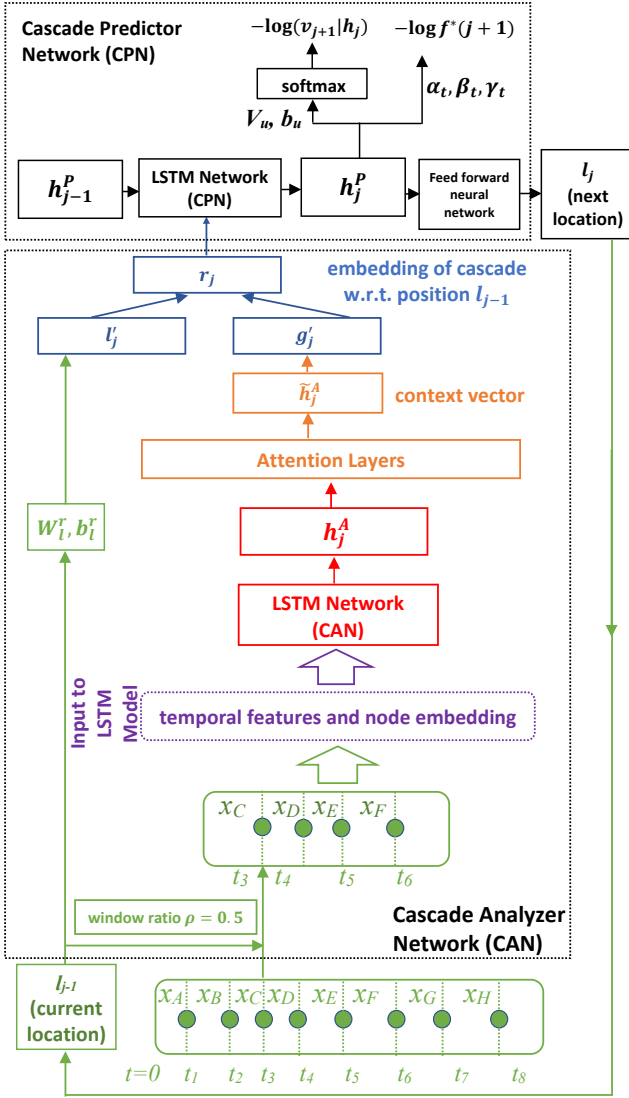 Cascade Predictor
Network (CPN)
−log(v_{j+1}|h_j)
−log f*(j + 1)
softmax
V_u, b_u
α_t, β_t, γ_t
h^P_{j−1}
LSTM Network
(CPN)
h^P_j
Feed forward
neural
network
l_j
(next
location)
r_j
embedding of cascade
w.r.t. position l_{j−1}
l'_j
g'_j
h̃^A_j
context vector
Attention Layers
W^r_l, b^r_l
h^A_j
LSTM Network
(CAN)
Input to
LSTM
Model
temporal features and node embedding
x_C x_D x_E x_F
t_3 t_4 t_5 t_6
window ratio ρ = 0.5
Cascade Analyzer
Network (CAN)
l_{j-1}
(current
location)
x_A x_B x_C x_D x_E x_F x_G x_H
t=0 t_1 t_2 t_3 t_4 t_5 t_6 t_7 t_8